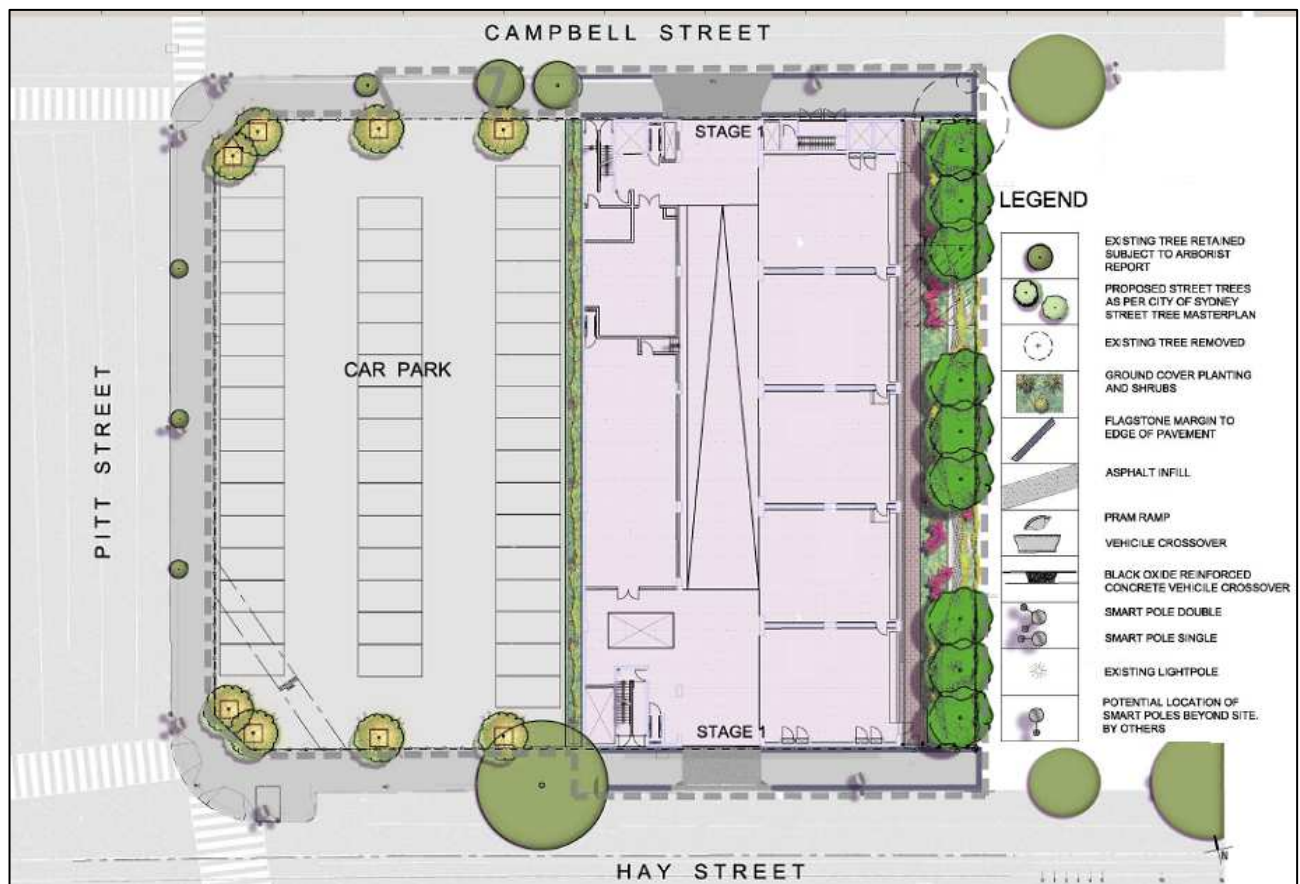 CAMPBELL STREET
STAGE 1
CAR PARK
PITT STREET
STAGE 1
HAY STREET
LEGEND
EXISTING TREE RETAINED
SUBJECT TO ARBORIST
REPORT
PROPOSED STREET TREES
AS PER CITY OF SYDNEY
STREET TREE MASTERPLAN
EXISTING TREE REMOVED
GROUND COVER PLANTING
AND SHRUBS
FLAGSTONE MARGIN TO
EDGE OF PAVEMENT
ASPHALT INFILL
PRAM RAMP
VEHICILE CROSSOVER
BLACK OXIDE REINFORCED
CONCRETE VEHICILE CROSSOVER
SMART POLE DOUBLE
SMART POLE SINGLE
EXISTING LIGHTPOLE
POTENTIAL LOCATION OF
SMART POLES BEYOND SITE.
BY OTHERS
N